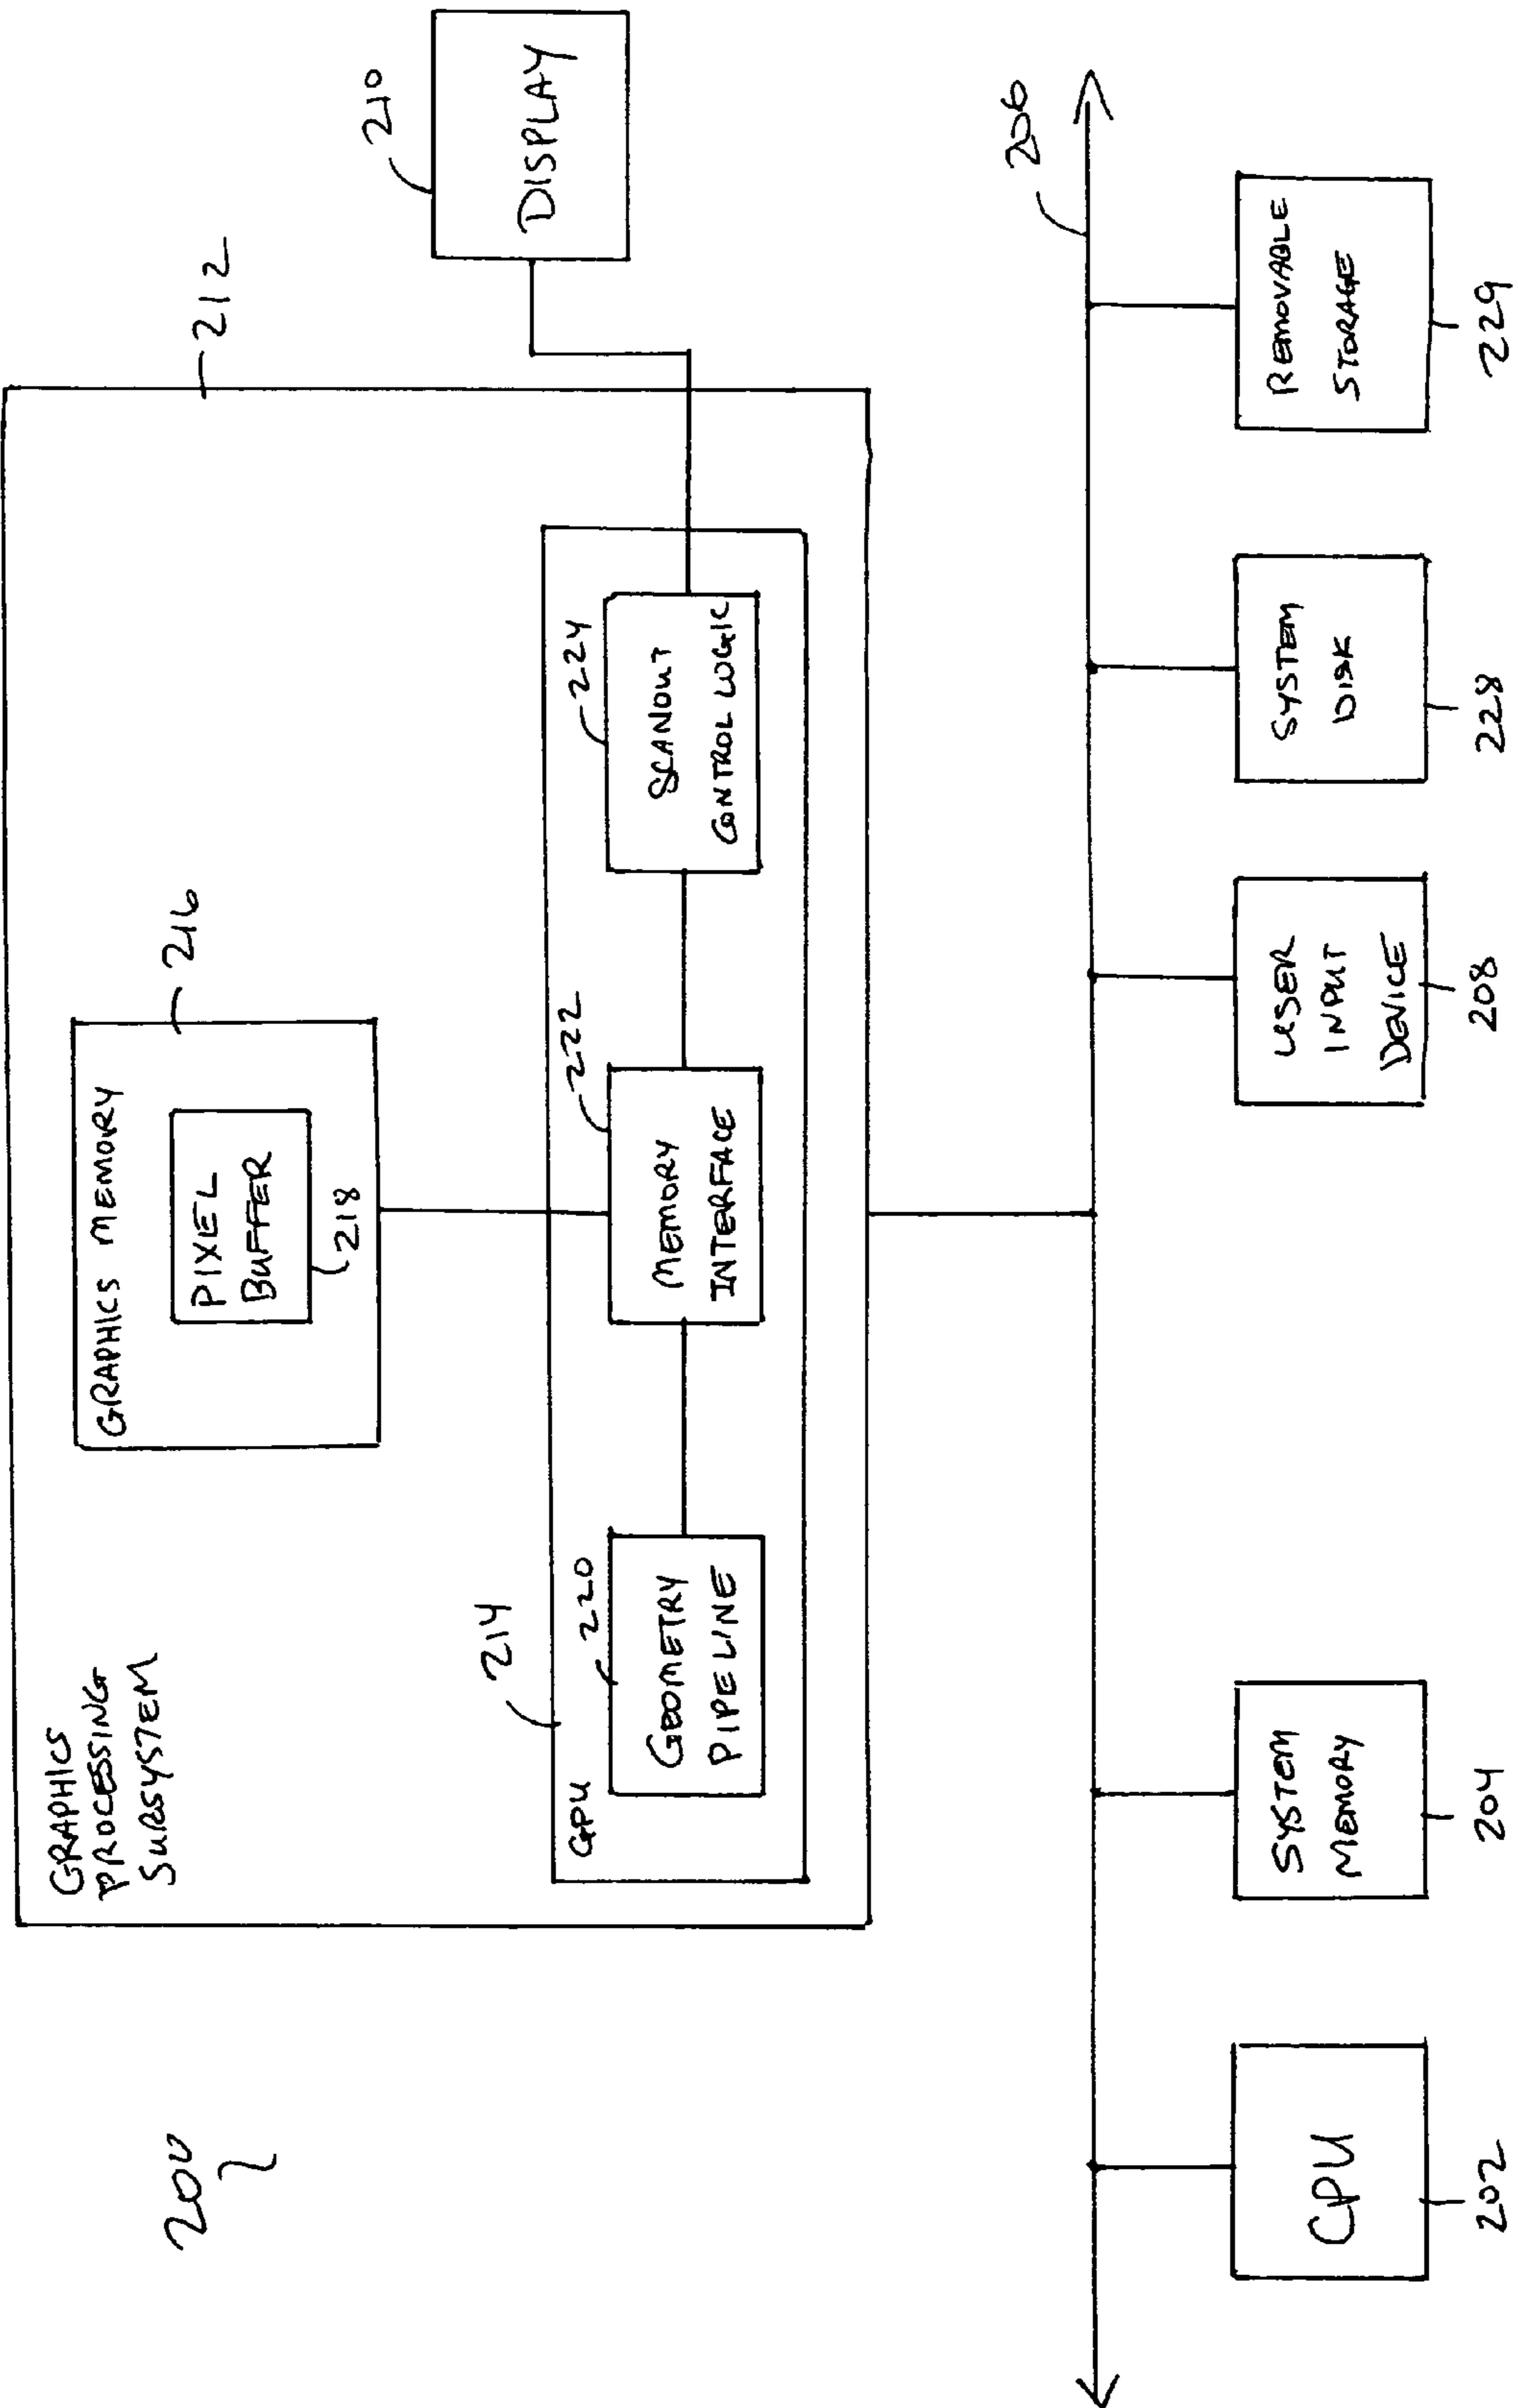 200
GRAPHICS
PROCESSING
SUBSYSTEM
212
GRAPHICS MEMORY
216
PIXEL
BUFFER
218
210
DISPLAY
214
GPU
220
GEOMETRY
PIPELINE
222
MEMORY
INTERFACE
224
SCANOUT
CONTROL LOGIC
206
CPU
202
SYSTEM
MEMORY
204
USER
INPUT
DEVICE
208
SYSTEM
DISK
228
REMOVABLE
STORAGE
229